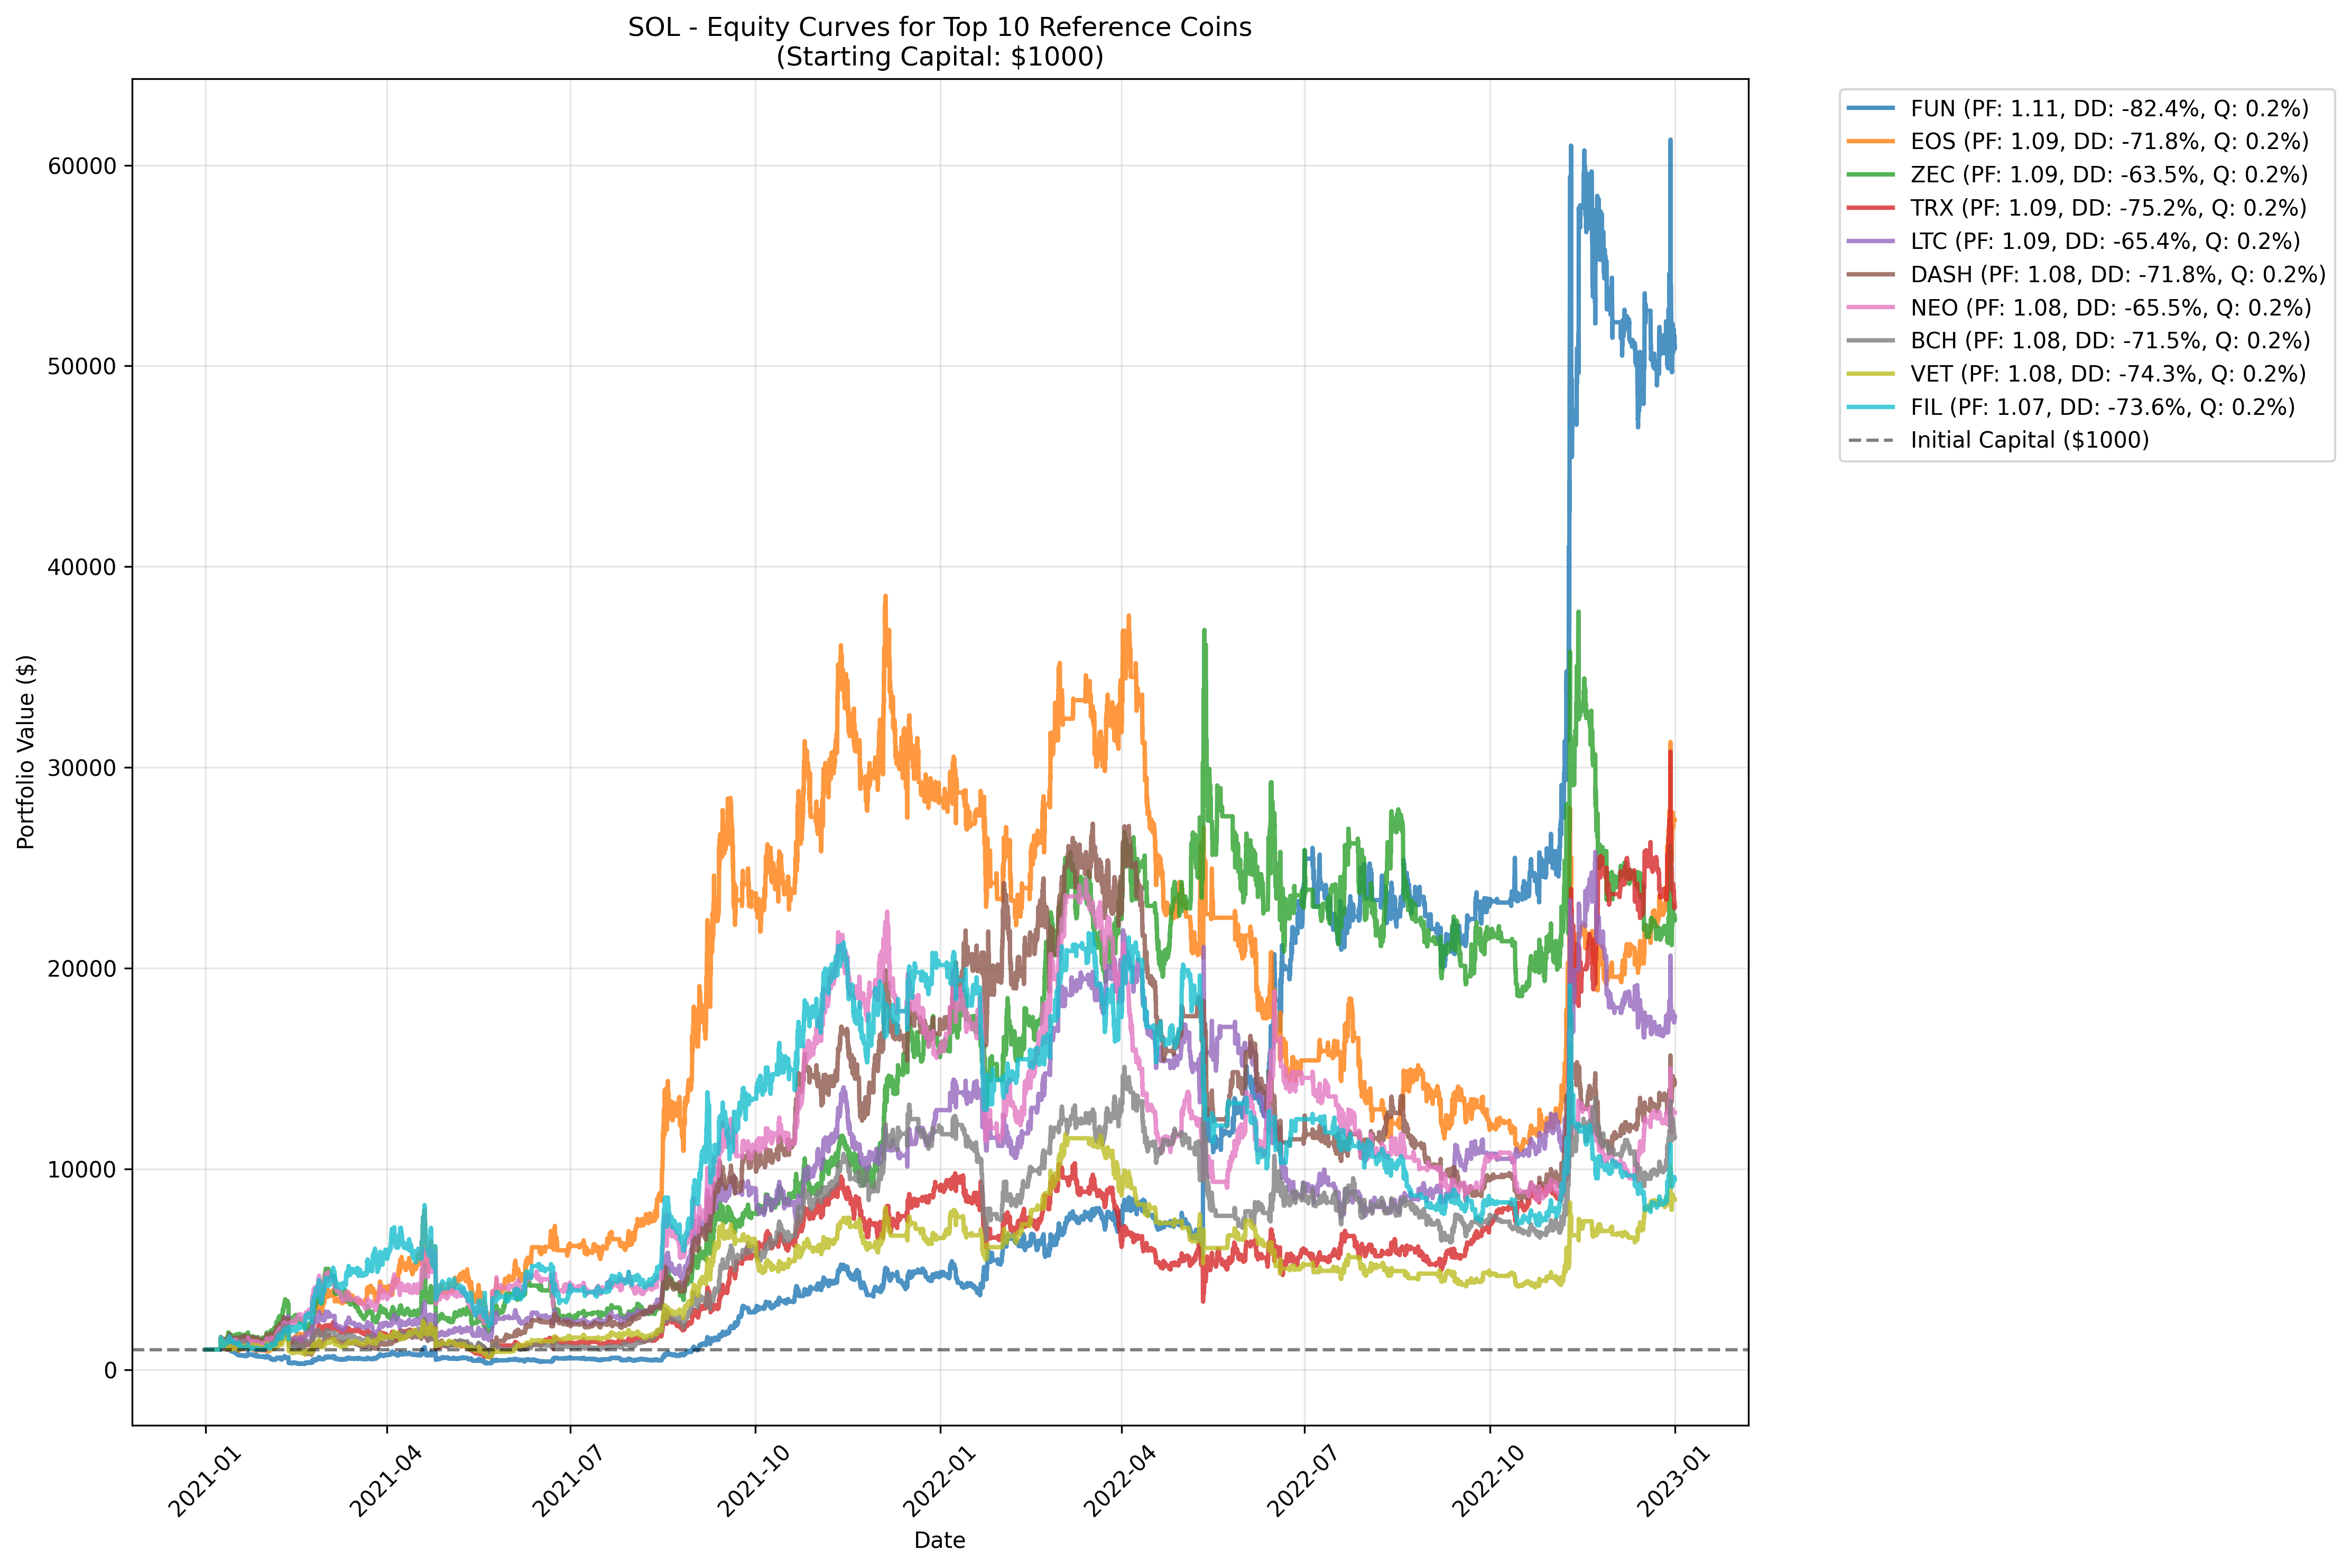 SOL - Equity Curves for Top 10 Reference Coins
(Starting Capital: $1000)
FUN (PF: 1.11, DD: -82.4%, Q: 0.2%)
EOS (PF: 1.09, DD: -71.8%, Q: 0.2%)
ZEC (PF: 1.09, DD: -63.5%, Q: 0.2%)
TRX (PF: 1.09, DD: -75.2%, Q: 0.2%)
LTC (PF: 1.09, DD: -65.4%, Q: 0.2%)
DASH (PF: 1.08, DD: -71.8%, Q: 0.2%)
NEO (PF: 1.08, DD: -65.5%, Q: 0.2%)
BCH (PF: 1.08, DD: -71.5%, Q: 0.2%)
VET (PF: 1.08, DD: -74.3%, Q: 0.2%)
FIL (PF: 1.07, DD: -73.6%, Q: 0.2%)
Initial Capital ($1000)
Portfolio Value ($)
60000
50000
40000
30000
20000
10000
0
2021-01
2021-04
2021-07
2021-10
2022-01
2022-04
2022-07
2022-10
2023-01
Date